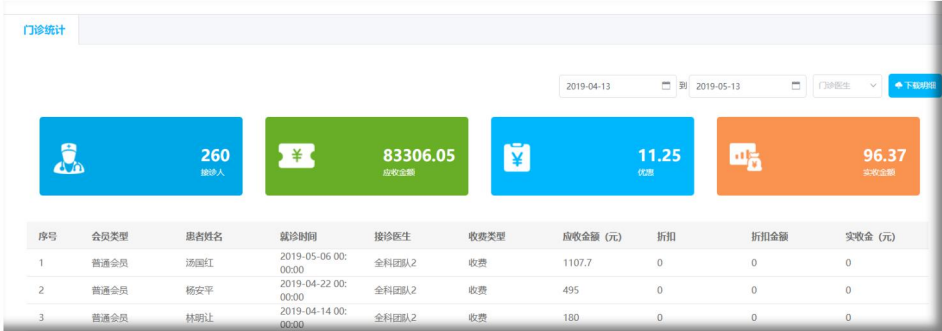 门诊统计
2019-04-13 到 2019-05-13 门诊医生 下载明细
260 83306.05 11.25 96.37
接诊人 应收金额 优惠 实收金额
序号 会员类型 患者姓名 就诊时间 接诊医生 收费类型 应收金额 (元) 折扣 折扣金额 实收金 (元)
1 普通会员 汤国红 2019-05-06 00:
00:00 全科团队2 收费 1107.7 0 0 0
2 普通会员 杨安平 2019-04-22 00:
00:00 全科团队2 收费 495 0 0 0
3 普通会员 林明让 2019-04-14 00:
00:00 全科团队2 收费 180 0 0 0